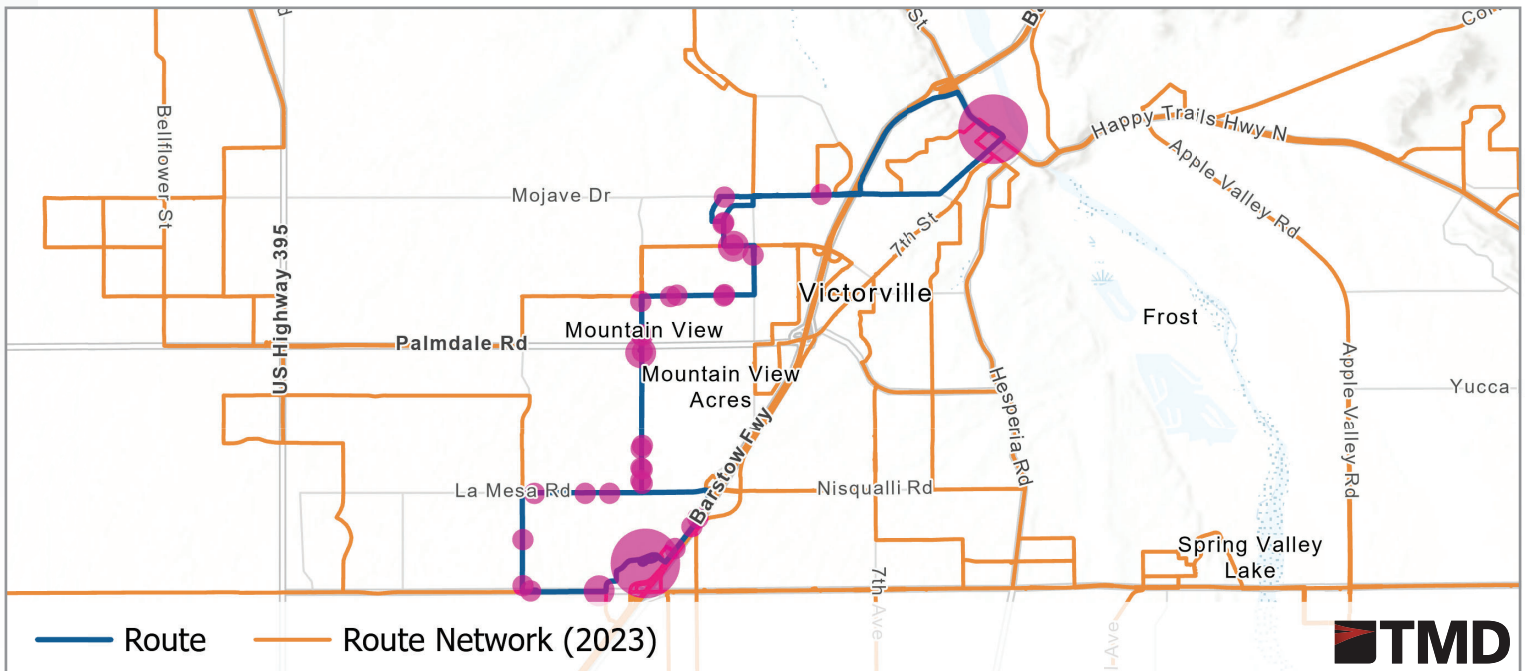 St
Bellflower St
US Highway 395
Mojave Dr
Happy Trails Hwy N
Apple Valley Rd
7th St
Victorville
Frost
Mountain View
Palmdale Rd
Mountain View
Acres
Yucca
Hesperia Rd
Apple Valley Rd
Barstow Fwy
La Mesa Rd
Nisqualli Rd
Spring Valley
Lake
7th Ave
Route
Route Network (2023)
TMD